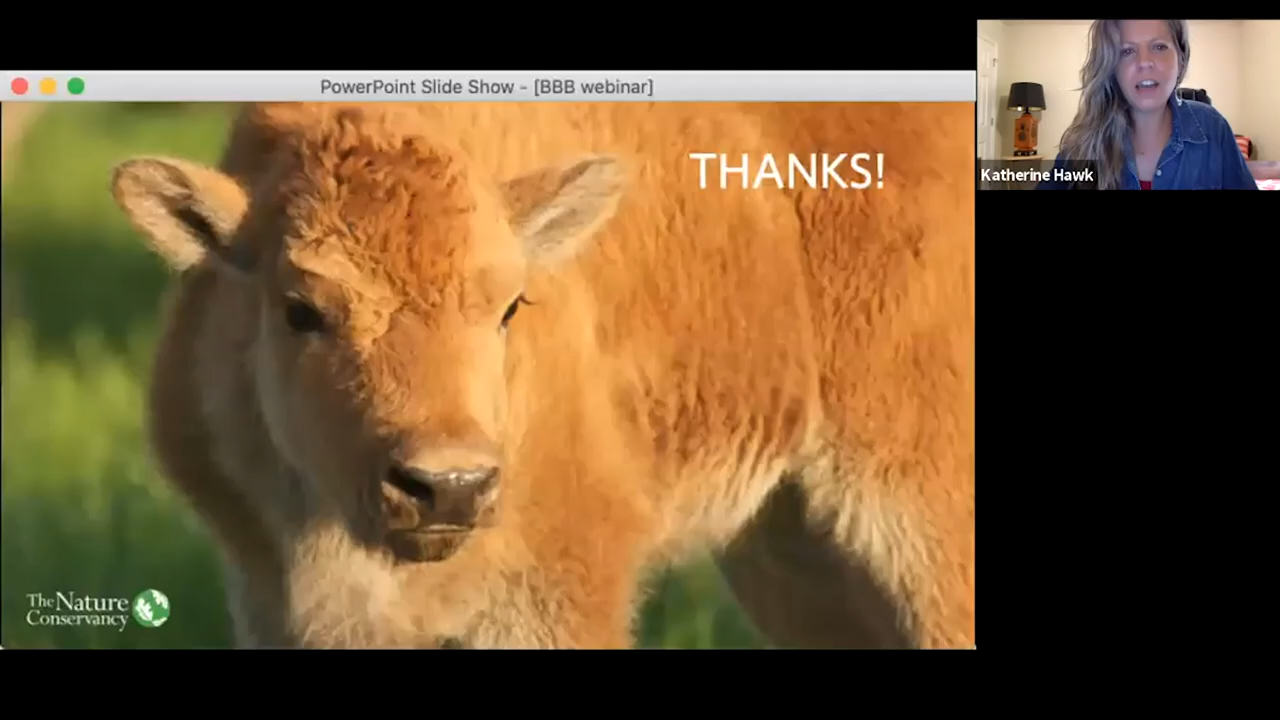 PowerPoint Slide Show - [BBB webinar]
THANKS!
Katherine Hawk
The Nature
Conservancy